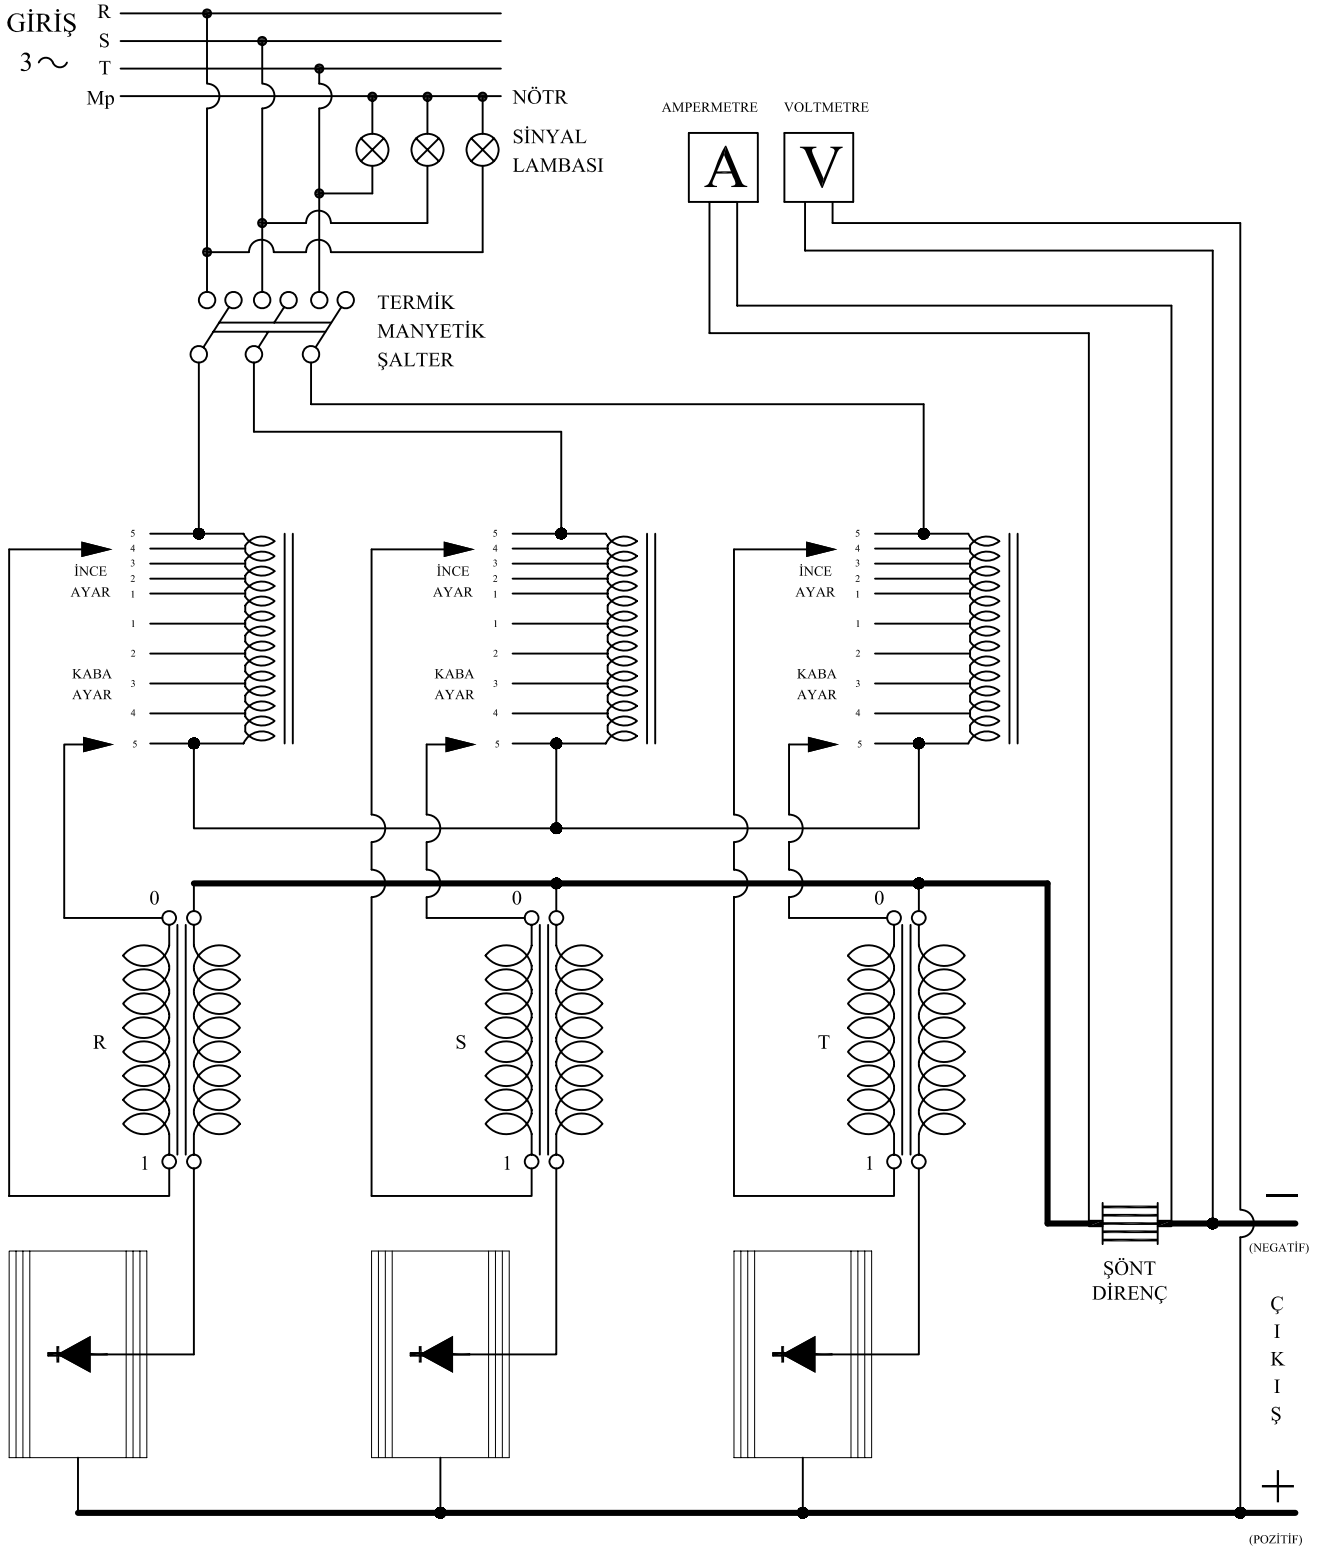 GİRİŞ
3
R
S
T
Mp
NÖTR
SİNYAL
LAMBASI
AMPERMETRE
VOLTMETRE
A
V
TERMİK
MANYETİK
ŞALTER
5
4
3
2
1
İNCE
AYAR
1
2
3
4
5
KABA
AYAR
5
4
3
2
1
İNCE
AYAR
1
2
3
4
5
KABA
AYAR
5
4
3
2
1
İNCE
AYAR
1
2
3
4
5
KABA
AYAR
0
0
0
R
S
T
1
1
1
(NEGATİF)
ŞÖNT
DİRENÇ
ÇIKIŞ
(POZİTİF)